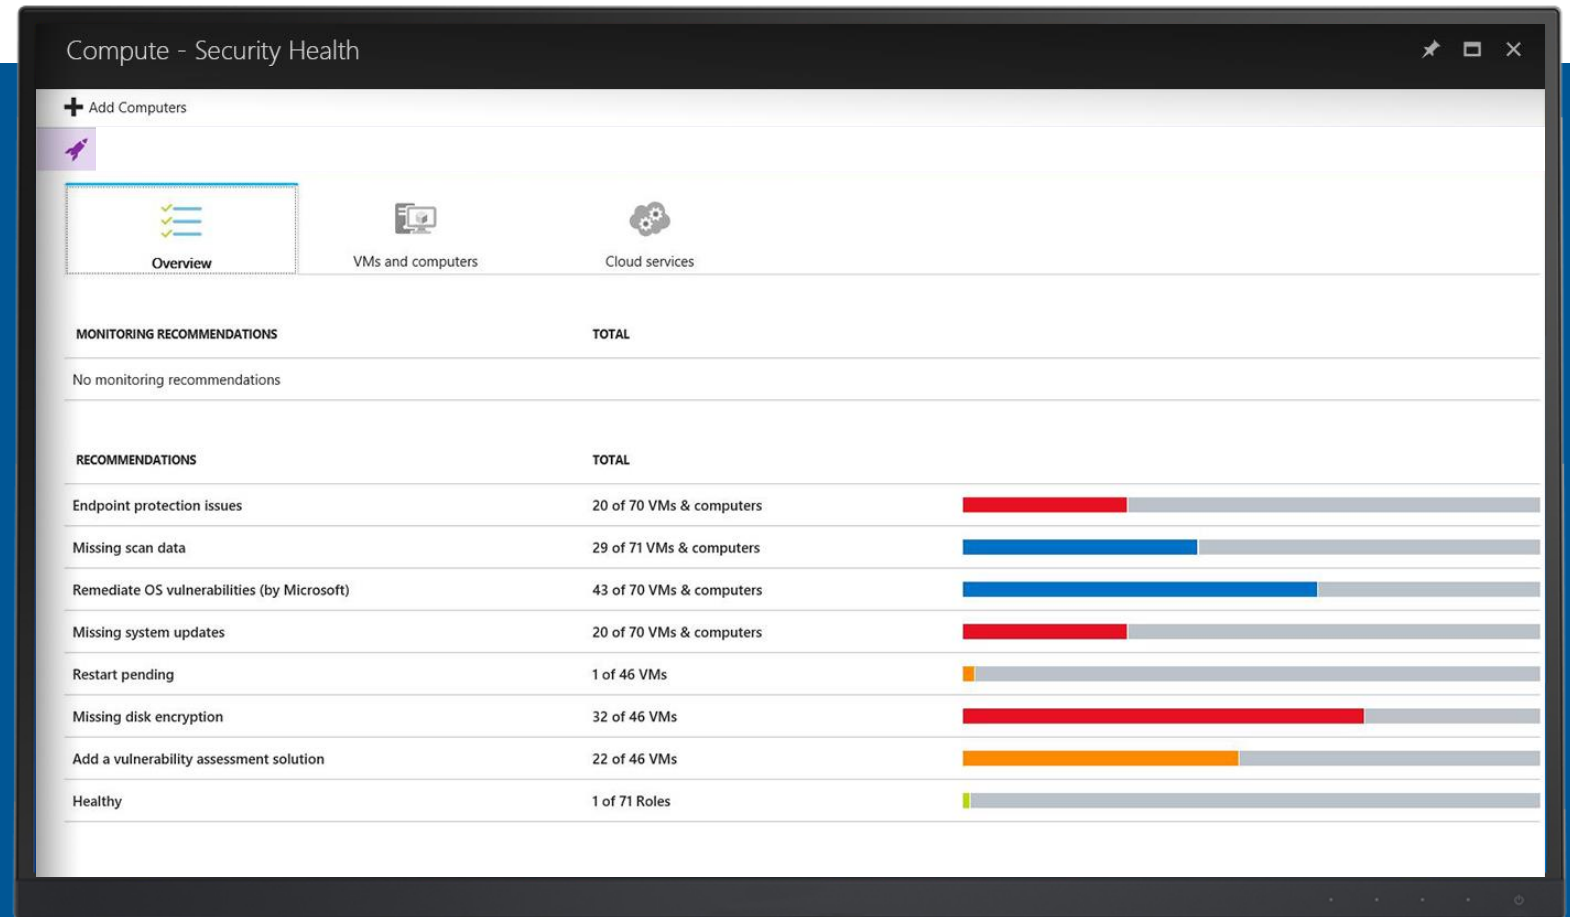 Compute - Security Health
Add Computers
Overview
VMs and computers
Cloud services
MONITORING RECOMMENDATIONS TOTAL
No monitoring recommendations
RECOMMENDATIONS TOTAL
Endpoint protection issues 20 of 70 VMs & computers
Missing scan data 29 of 71 VMs & computers
Remediate OS vulnerabilities (by Microsoft) 43 of 70 VMs & computers
Missing system updates 20 of 70 VMs & computers
Restart pending 1 of 46 VMs
Missing disk encryption 32 of 46 VMs
Add a vulnerability assessment solution 22 of 46 VMs
Healthy 1 of 71 Roles